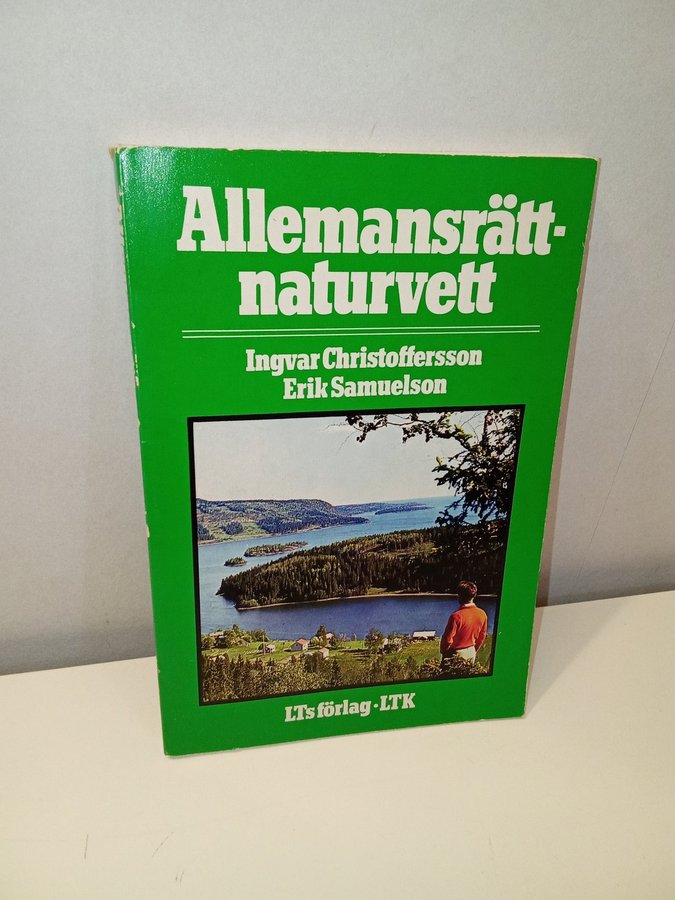 Allemansrätt-
naturvett
Ingvar Christoffersson
Erik Samuelson
LTs förlag • LTK